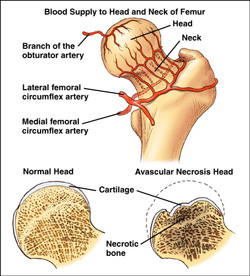 Blood Supply to Head and Neck of Femur
Head
Neck
Branch of the
obturator artery
Lateral femoral
circumflex artery
Medial femoral
circumflex artery
Normal Head
Avascular Necrosis Head
Cartilage
Necrotic
bone